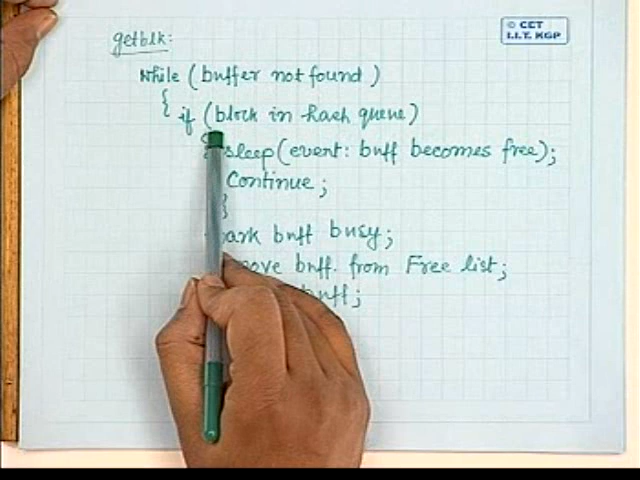 © CET
I.I.T. KGP
getblk:
while (buffer not found)
{ if (block in hash queue)
{ sleep (event: buff becomes free);
Continue;
}
buff busy;
buff. from Free list;
buff;